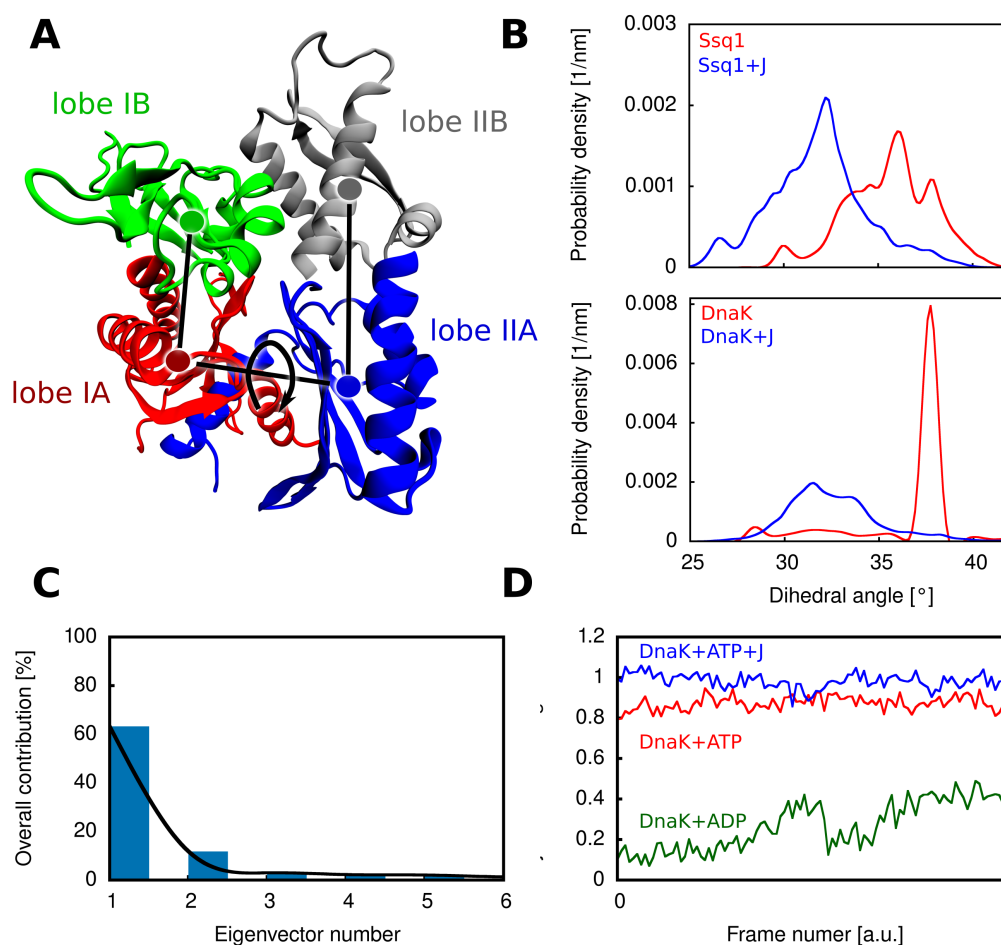 A
lobe IB
lobe IIB
lobe IIA
lobe IA
B
Probability density [1/nm]
0.003
0.002
0.001
0
Ssq1
Ssq1+J
Probability density [1/nm]
0.008
0.006
0.004
0.002
0
DnaK
DnaK+J
25 30 35 40
Dihedral angle [°]
C
Overall contribution [%]
100
80
60
40
20
0
1 2 3 4 5 6
Eigenvector number
D
1.2
1
0.8
0.6
0.4
0.2
0
DnaK+ATP+J
DnaK+ATP
DnaK+ADP
0
Frame numer [a.u.]